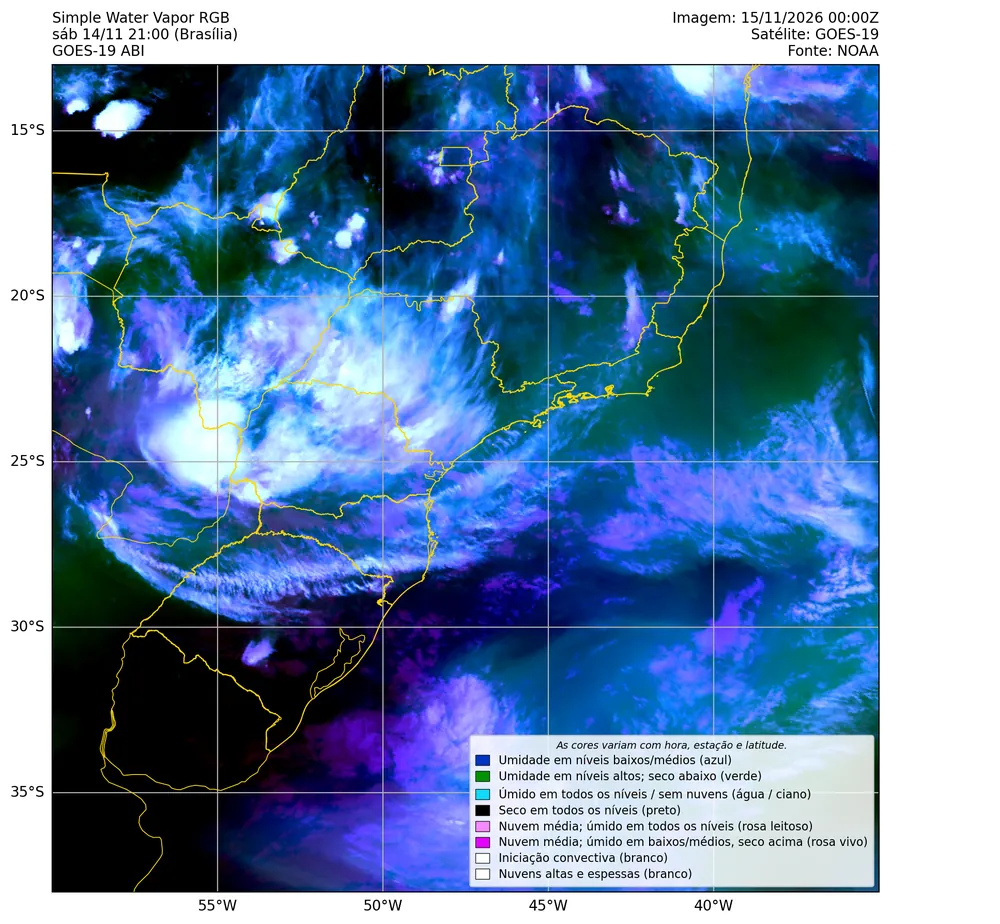 Simple Water Vapor RGB
sáb 14/11 21:00 (Brasília)
GOES-19 ABI
Imagem: 15/11/2026 00:00Z
Satélite: GOES-19
Fonte: NOAA
15°S
20°S
25°S
30°S
35°S
55°W
50°W
45°W
40°W
As cores variam com hora, estação e latitude.
Umidade em níveis baixos/médios (azul)
Umidade em níveis altos; seco abaixo (verde)
Úmido em todos os níveis / sem nuvens (água / ciano)
Seco em todos os níveis (preto)
Nuvem média; úmido em todos os níveis (rosa leitoso)
Nuvem média; úmido em baixos/médios, seco acima (rosa vivo)
Iniciação convectiva (branco)
Nuvens altas e espessas (branco)